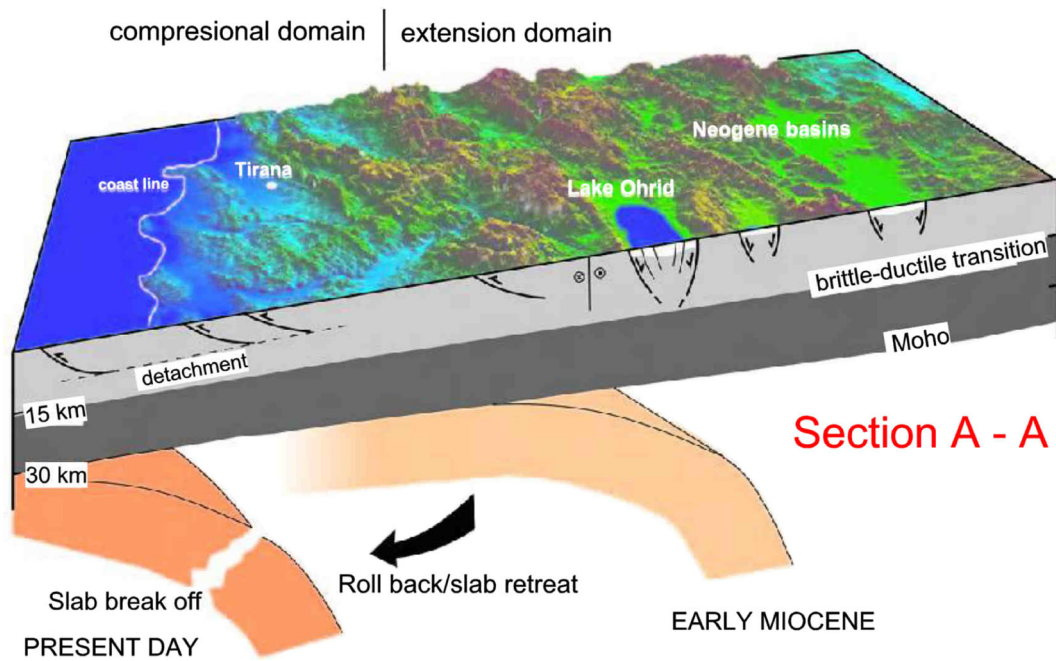 compresional domain
extension domain
Neogene basins
Tirana
coast line
Lake Ohrid
brittle-ductile transition
detachment
Moho
15 km
Section A - A
30 km
Roll back/slab retreat
Slab break off
EARLY MIOCENE
PRESENT DAY